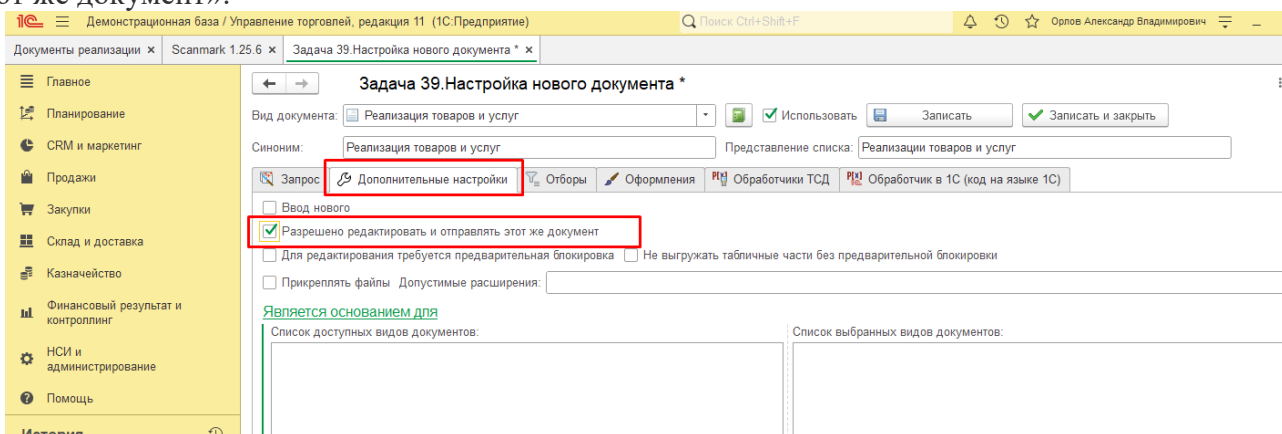 от же документ».
1С Демонстрационная база / Управление торговлей, редакция 11 (1С:Предприятие) Поиск Ctrl+Shift+F Орлов Александр Владимирович
Документы реализации × Scanmark 1.25.6 × Задача 39.Настройка нового документа * ×
Главное
Планирование
CRM и маркетинг
Продажи
Закупки
Склад и доставка
Казначейство
Финансовый результат и
контроллинг
НСИ и
администрирование
Помощь
История
Задача 39.Настройка нового документа *
Вид документа: Реализация товаров и услуг Использовать Записать Записать и закрыть
Синоним: Реализация товаров и услуг Представление списка: Реализации товаров и услуг
Запрос Дополнительные настройки Отборы Оформления Обработчики ТСД Обработчик в 1С (код на языке 1С)
Ввод нового
Разрешено редактировать и отправлять этот же документ
Для редактирования требуется предварительная блокировка Не выгружать табличные части без предварительной блокировки
Прикреплять файлы Допустимые расширения:
Является основанием для
Список доступных видов документов: Список выбранных видов документов: